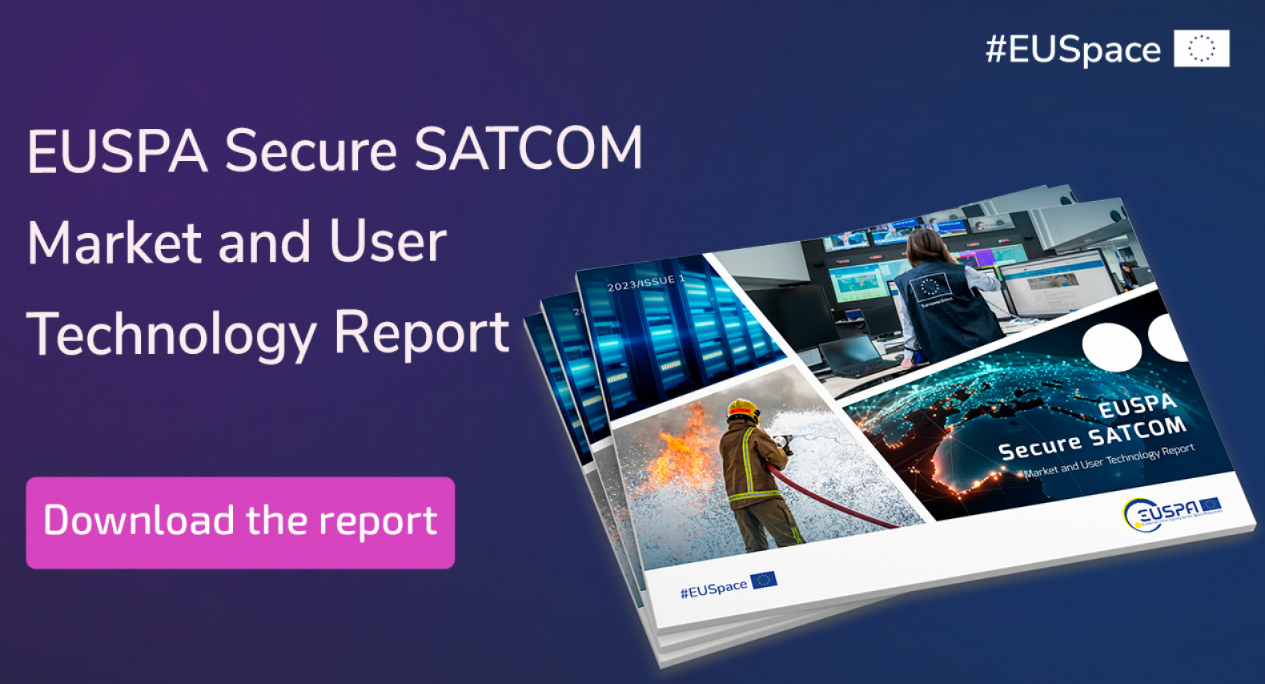 #EUSpace
EUSPA Secure SATCOM
Market and User
Technology Report
Download the report
2023/ISSUE 1
EUSPA
Secure SATCOM
Market and User Technology Report
EUSPA
#EUSpace